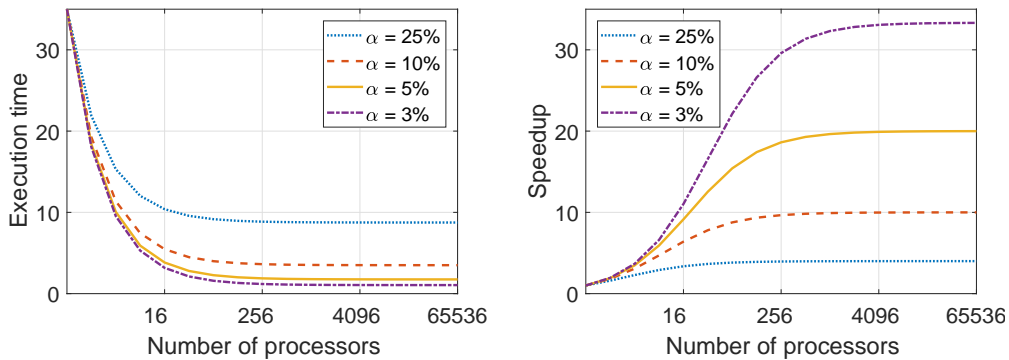 30
20
10
0
Execution time
α = 25%
α = 10%
α = 5%
α = 3%
16 256 4096 65536
Number of processors
30
20
10
0
Speedup
α = 25%
α = 10%
α = 5%
α = 3%
16 256 4096 65536
Number of processors